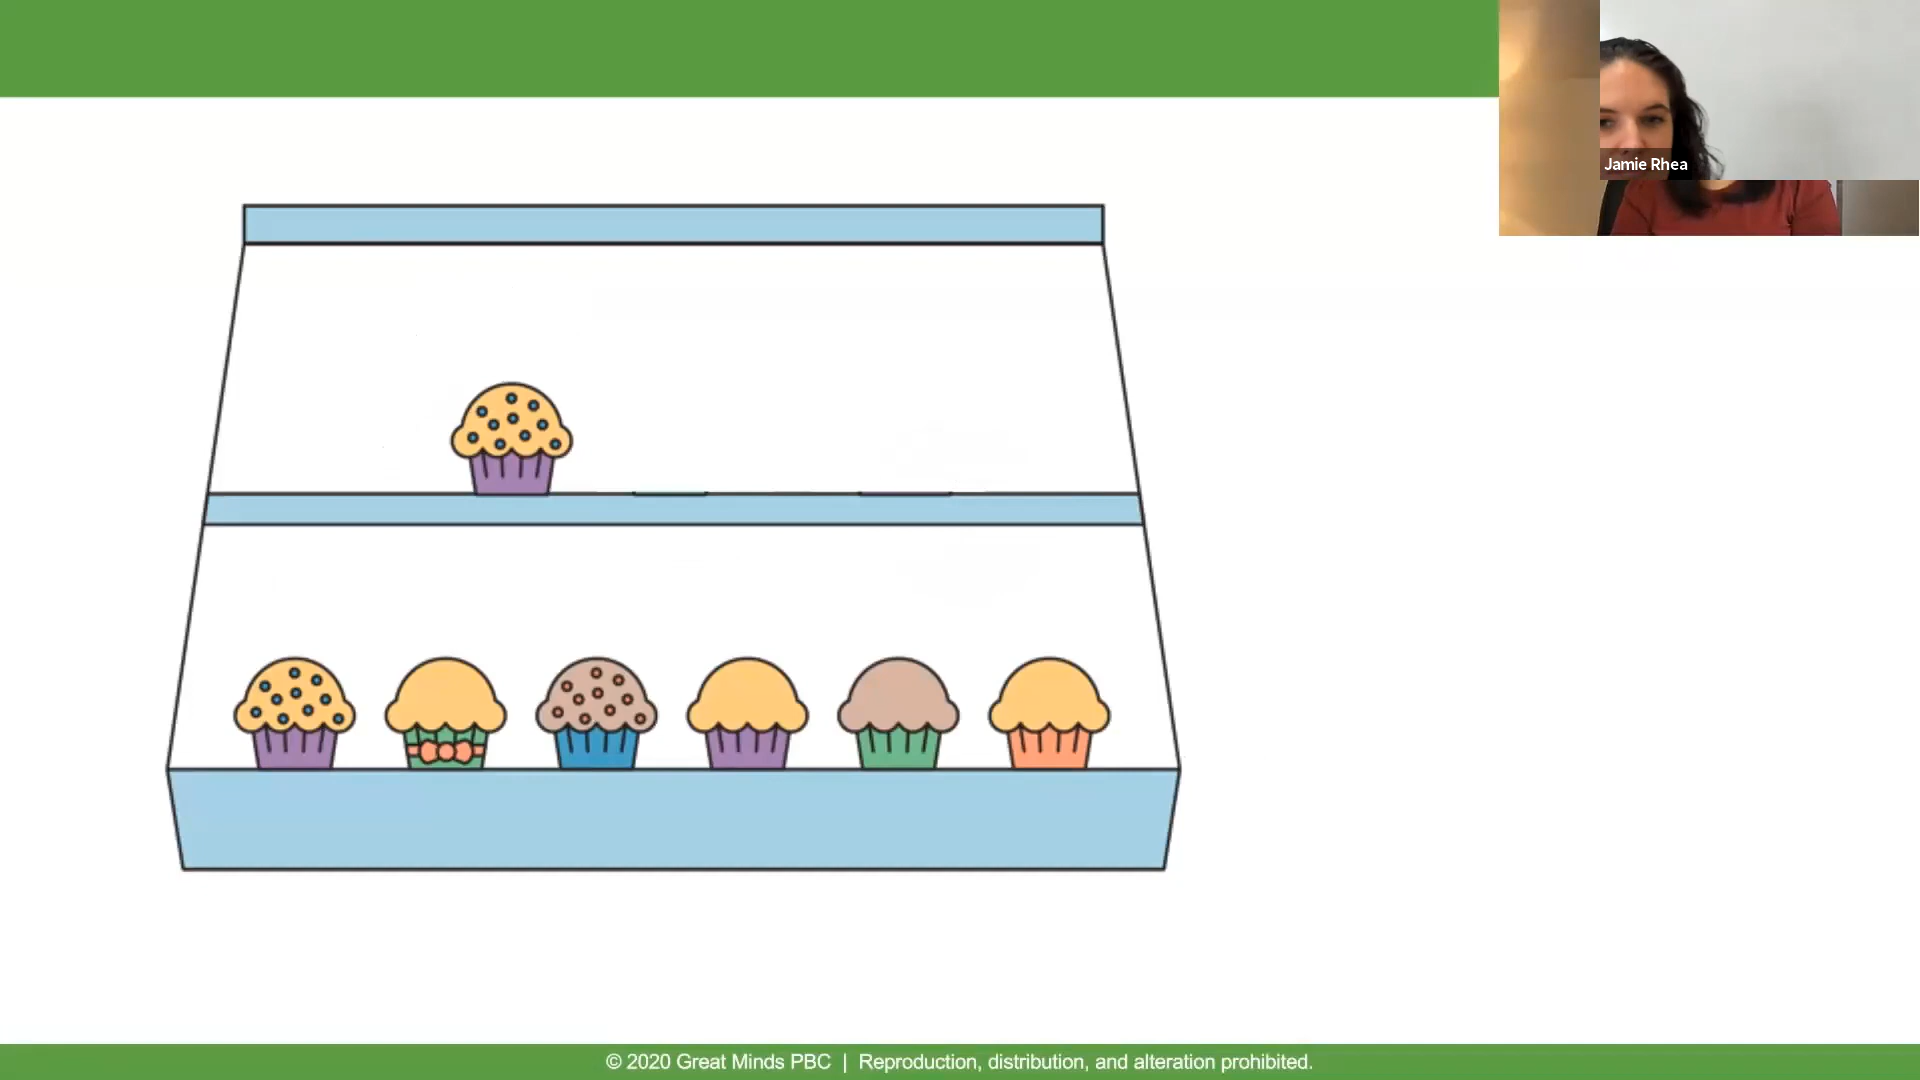 Jamie Rhea
© 2020 Great Minds PBC | Reproduction, distribution, and alteration prohibited.